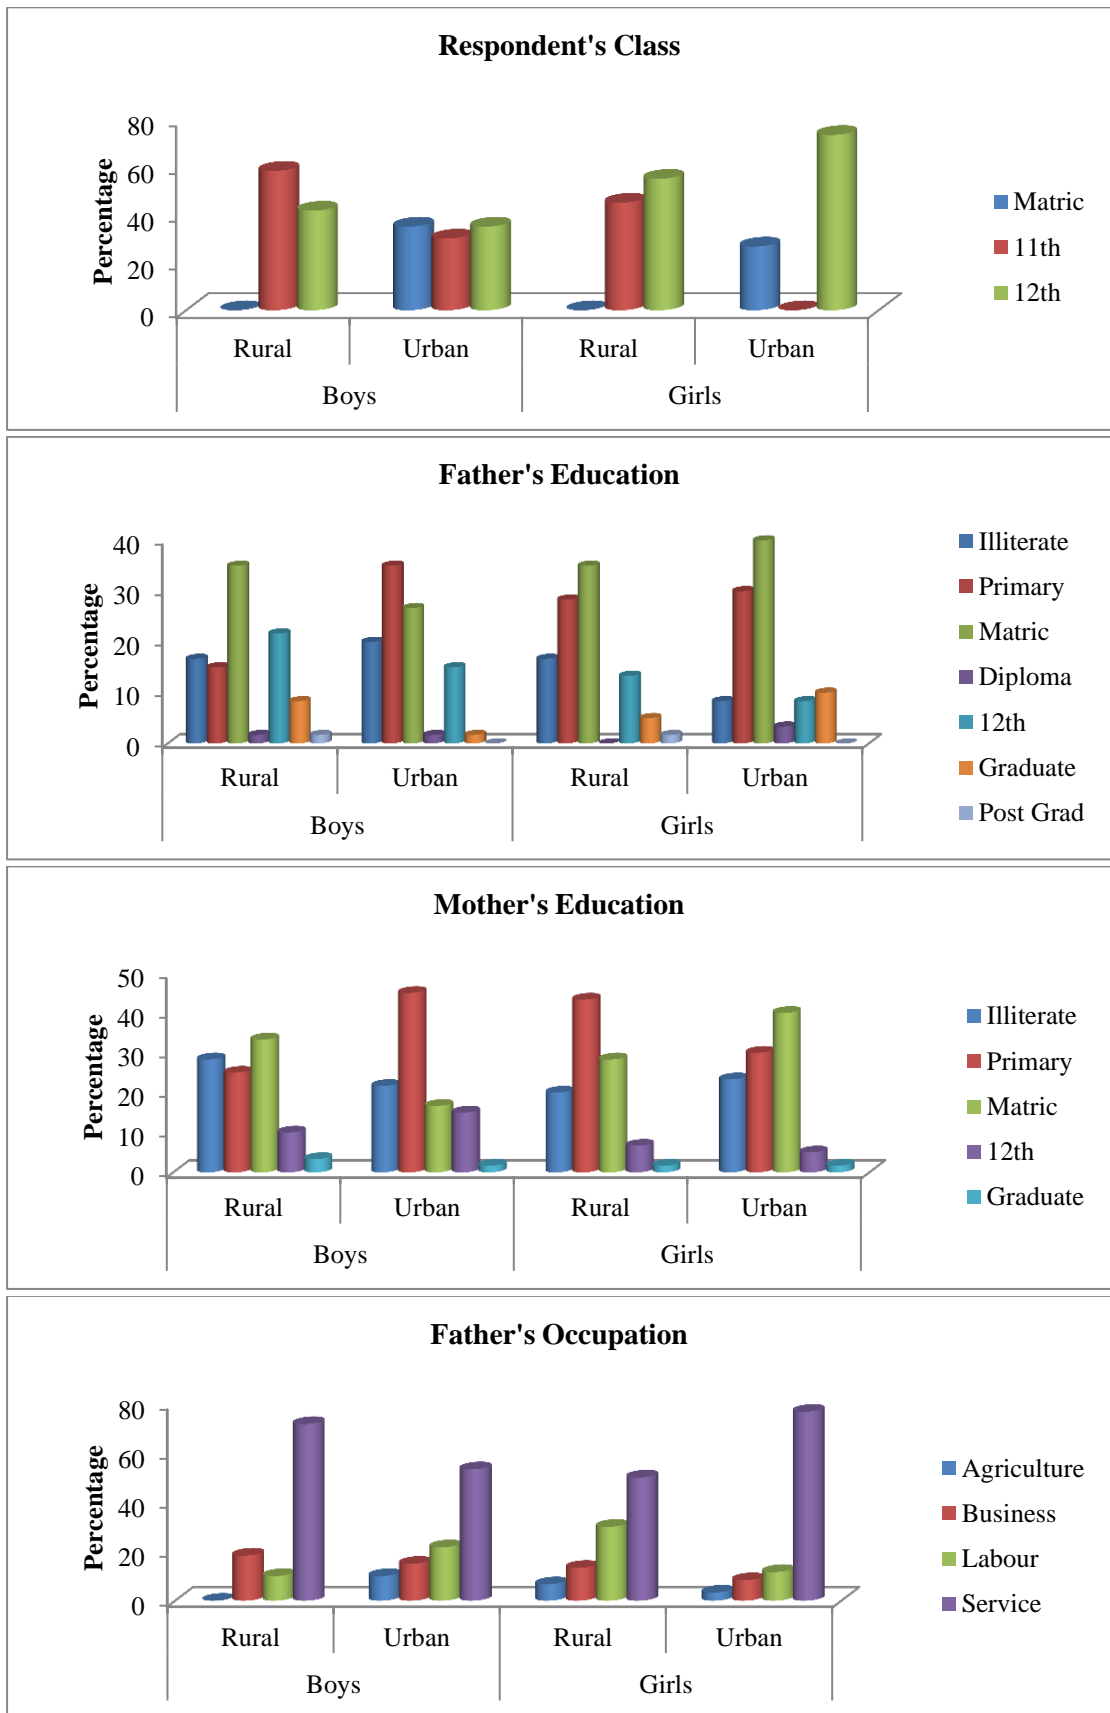 Respondent's Class
Percentage
80
60
40
20
0
Rural Urban Rural Urban
Boys Girls
Matric
11th
12th
Father's Education
Percentage
40
30
20
10
0
Rural Urban Rural Urban
Boys Girls
Illiterate
Primary
Matric
Diploma
12th
Graduate
Post Grad
Mother's Education
Percentage
50
40
30
20
10
0
Rural Urban Rural Urban
Boys Girls
Illiterate
Primary
Matric
12th
Graduate
Father's Occupation
Percentage
80
60
40
20
0
Rural Urban Rural Urban
Boys Girls
Agriculture
Business
Labour
Service